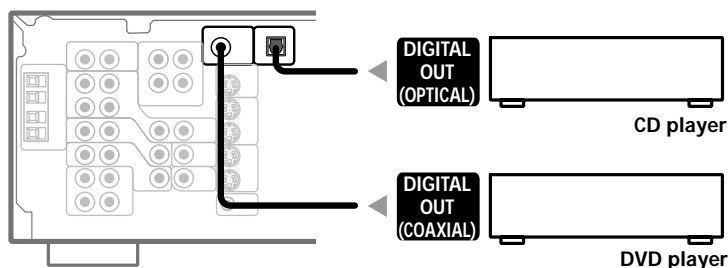 DIGITAL
OUT
(OPTICAL)
CD player
DIGITAL
OUT
(COAXIAL)
DVD player